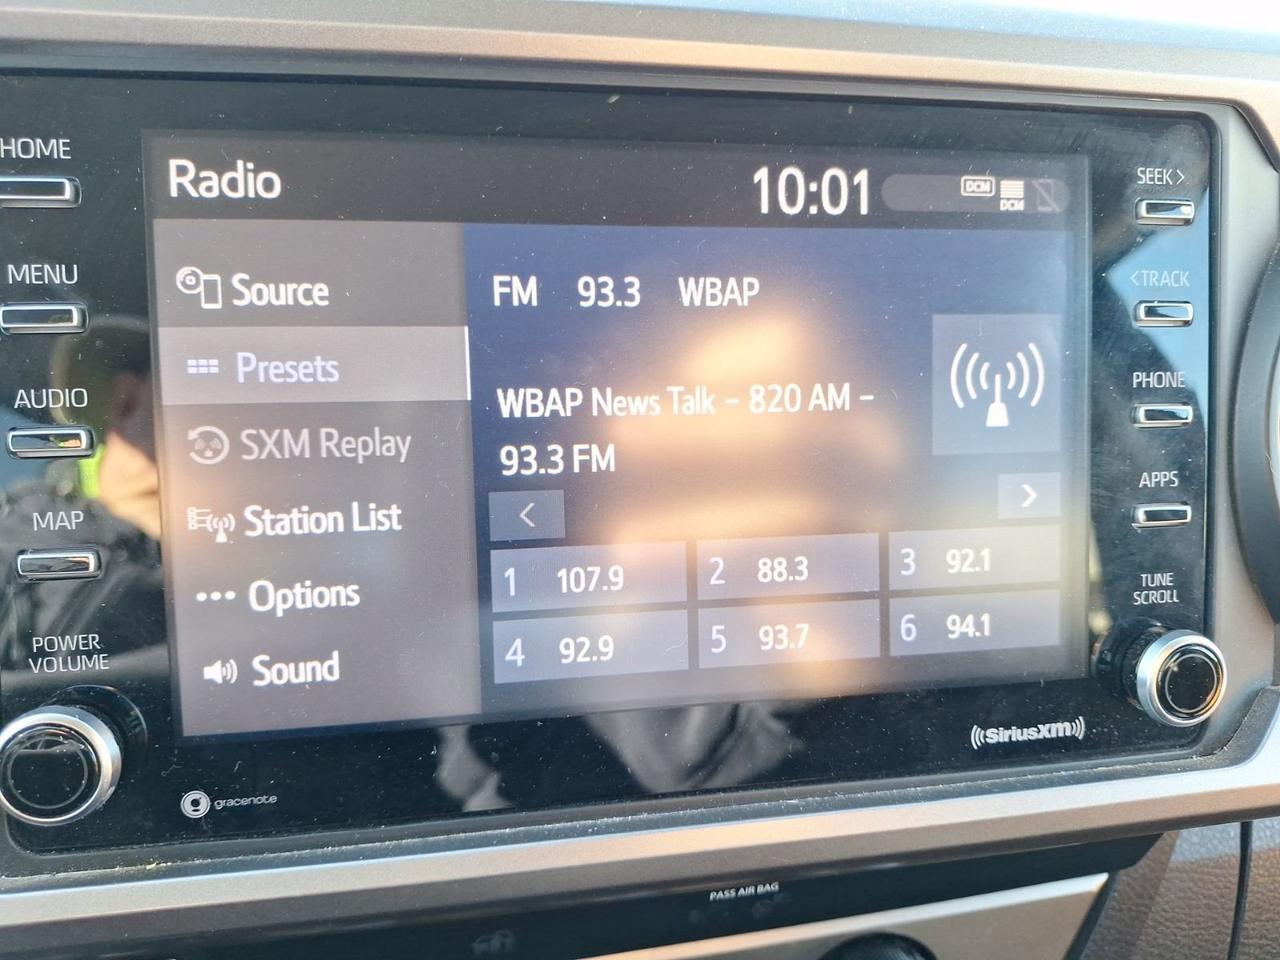 HOME
MENU
AUDIO
MAP
POWER
VOLUME
Radio
10:01
DCM
DCM
Source
Presets
SXM Replay
Station List
Options
Sound
FM 93.3 WBAP
WBAP News Talk - 820 AM -
93.3 FM
<
>
1 107.9 2 88.3 3 92.1
4 92.9 5 93.7 6 94.1
SEEK >
< TRACK
PHONE
APPS
TUNE
SCROLL
gracenote
((SiriusXM))
PASS AIR BAG